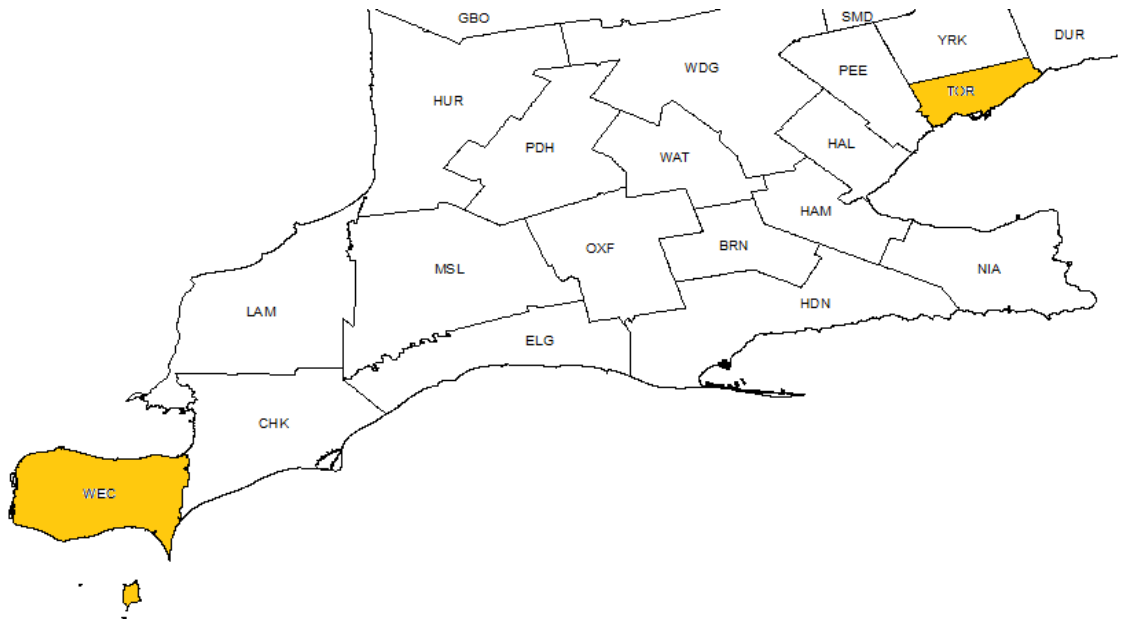 GBO
SMD
YRK
DUR
WDG
PEE
TOR
HUR
PDH
WAT
HAL
HAM
OXF
BRN
MSL
NIA
LAM
HDN
ELG
CHK
WEC